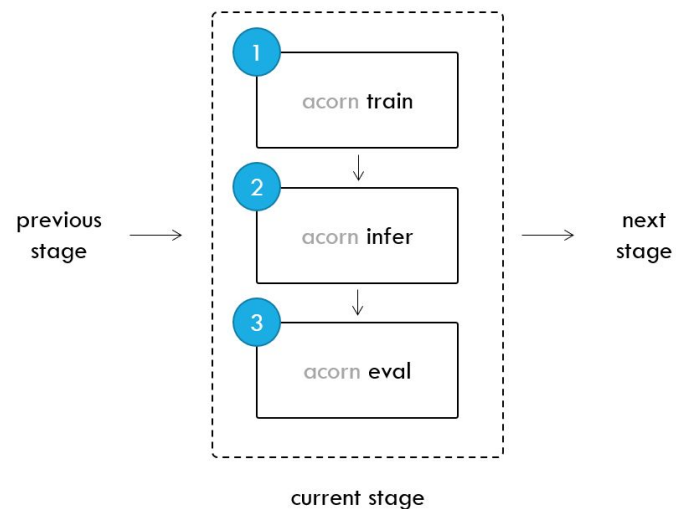 1
acorn train
2
previous
stage
acorn infer
next
stage
3
acorn eval
current stage